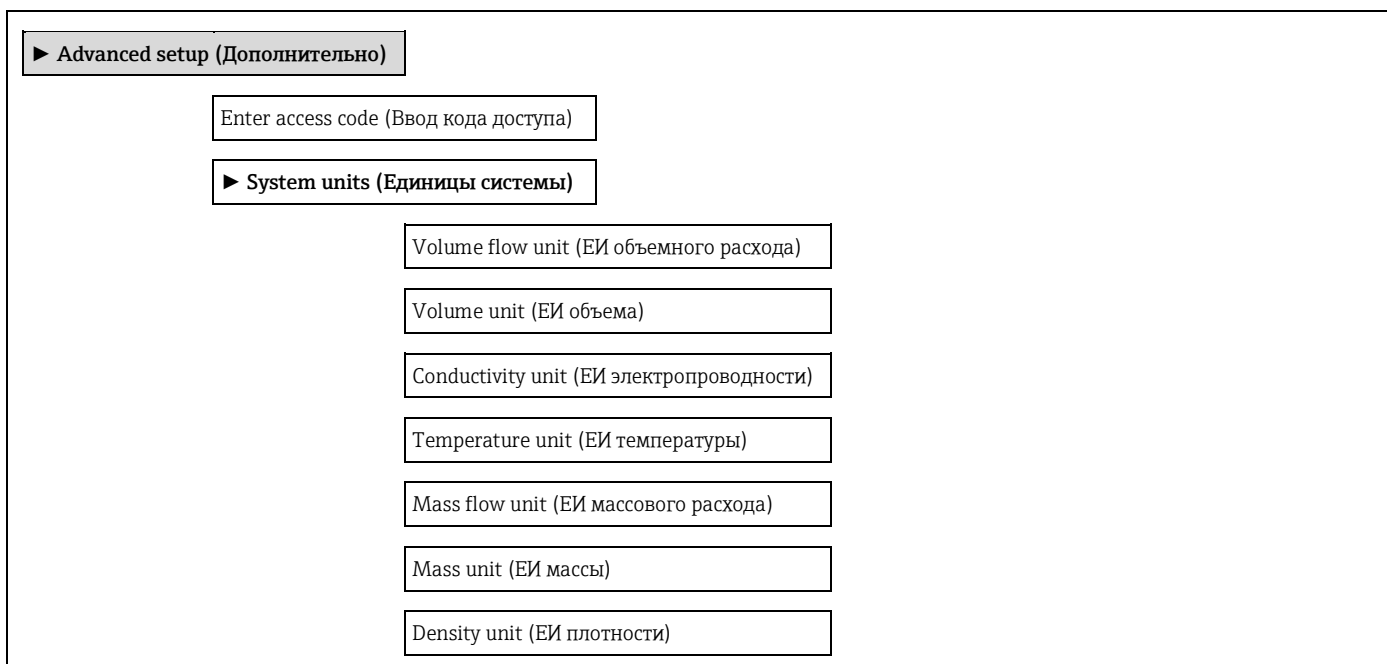 ► Advanced setup (Дополнительно)
Enter access code (Ввод кода доступа)
► System units (Единицы системы)
Volume flow unit (ЕИ объемного расхода)
Volume unit (ЕИ объема)
Conductivity unit (ЕИ электропроводности)
Temperature unit (ЕИ температуры)
Mass flow unit (ЕИ массового расхода)
Mass unit (ЕИ массы)
Density unit (ЕИ плотности)